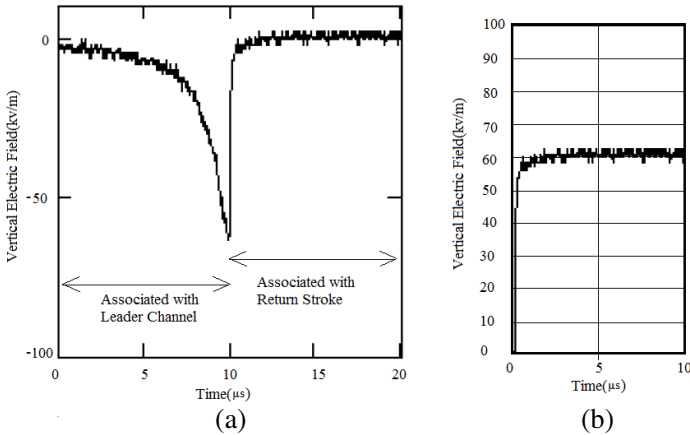 Vertical Electric Field(kv/m)
0
-50
-100
Associated with
Leader Channel
Associated with
Return Stroke
0
5
10
15
20
Time(µs)
(a)
Vertical Electric Field(kv/m)
100
90
80
70
60
50
40
30
20
10
0
0
5
10
Time(µs)
(b)